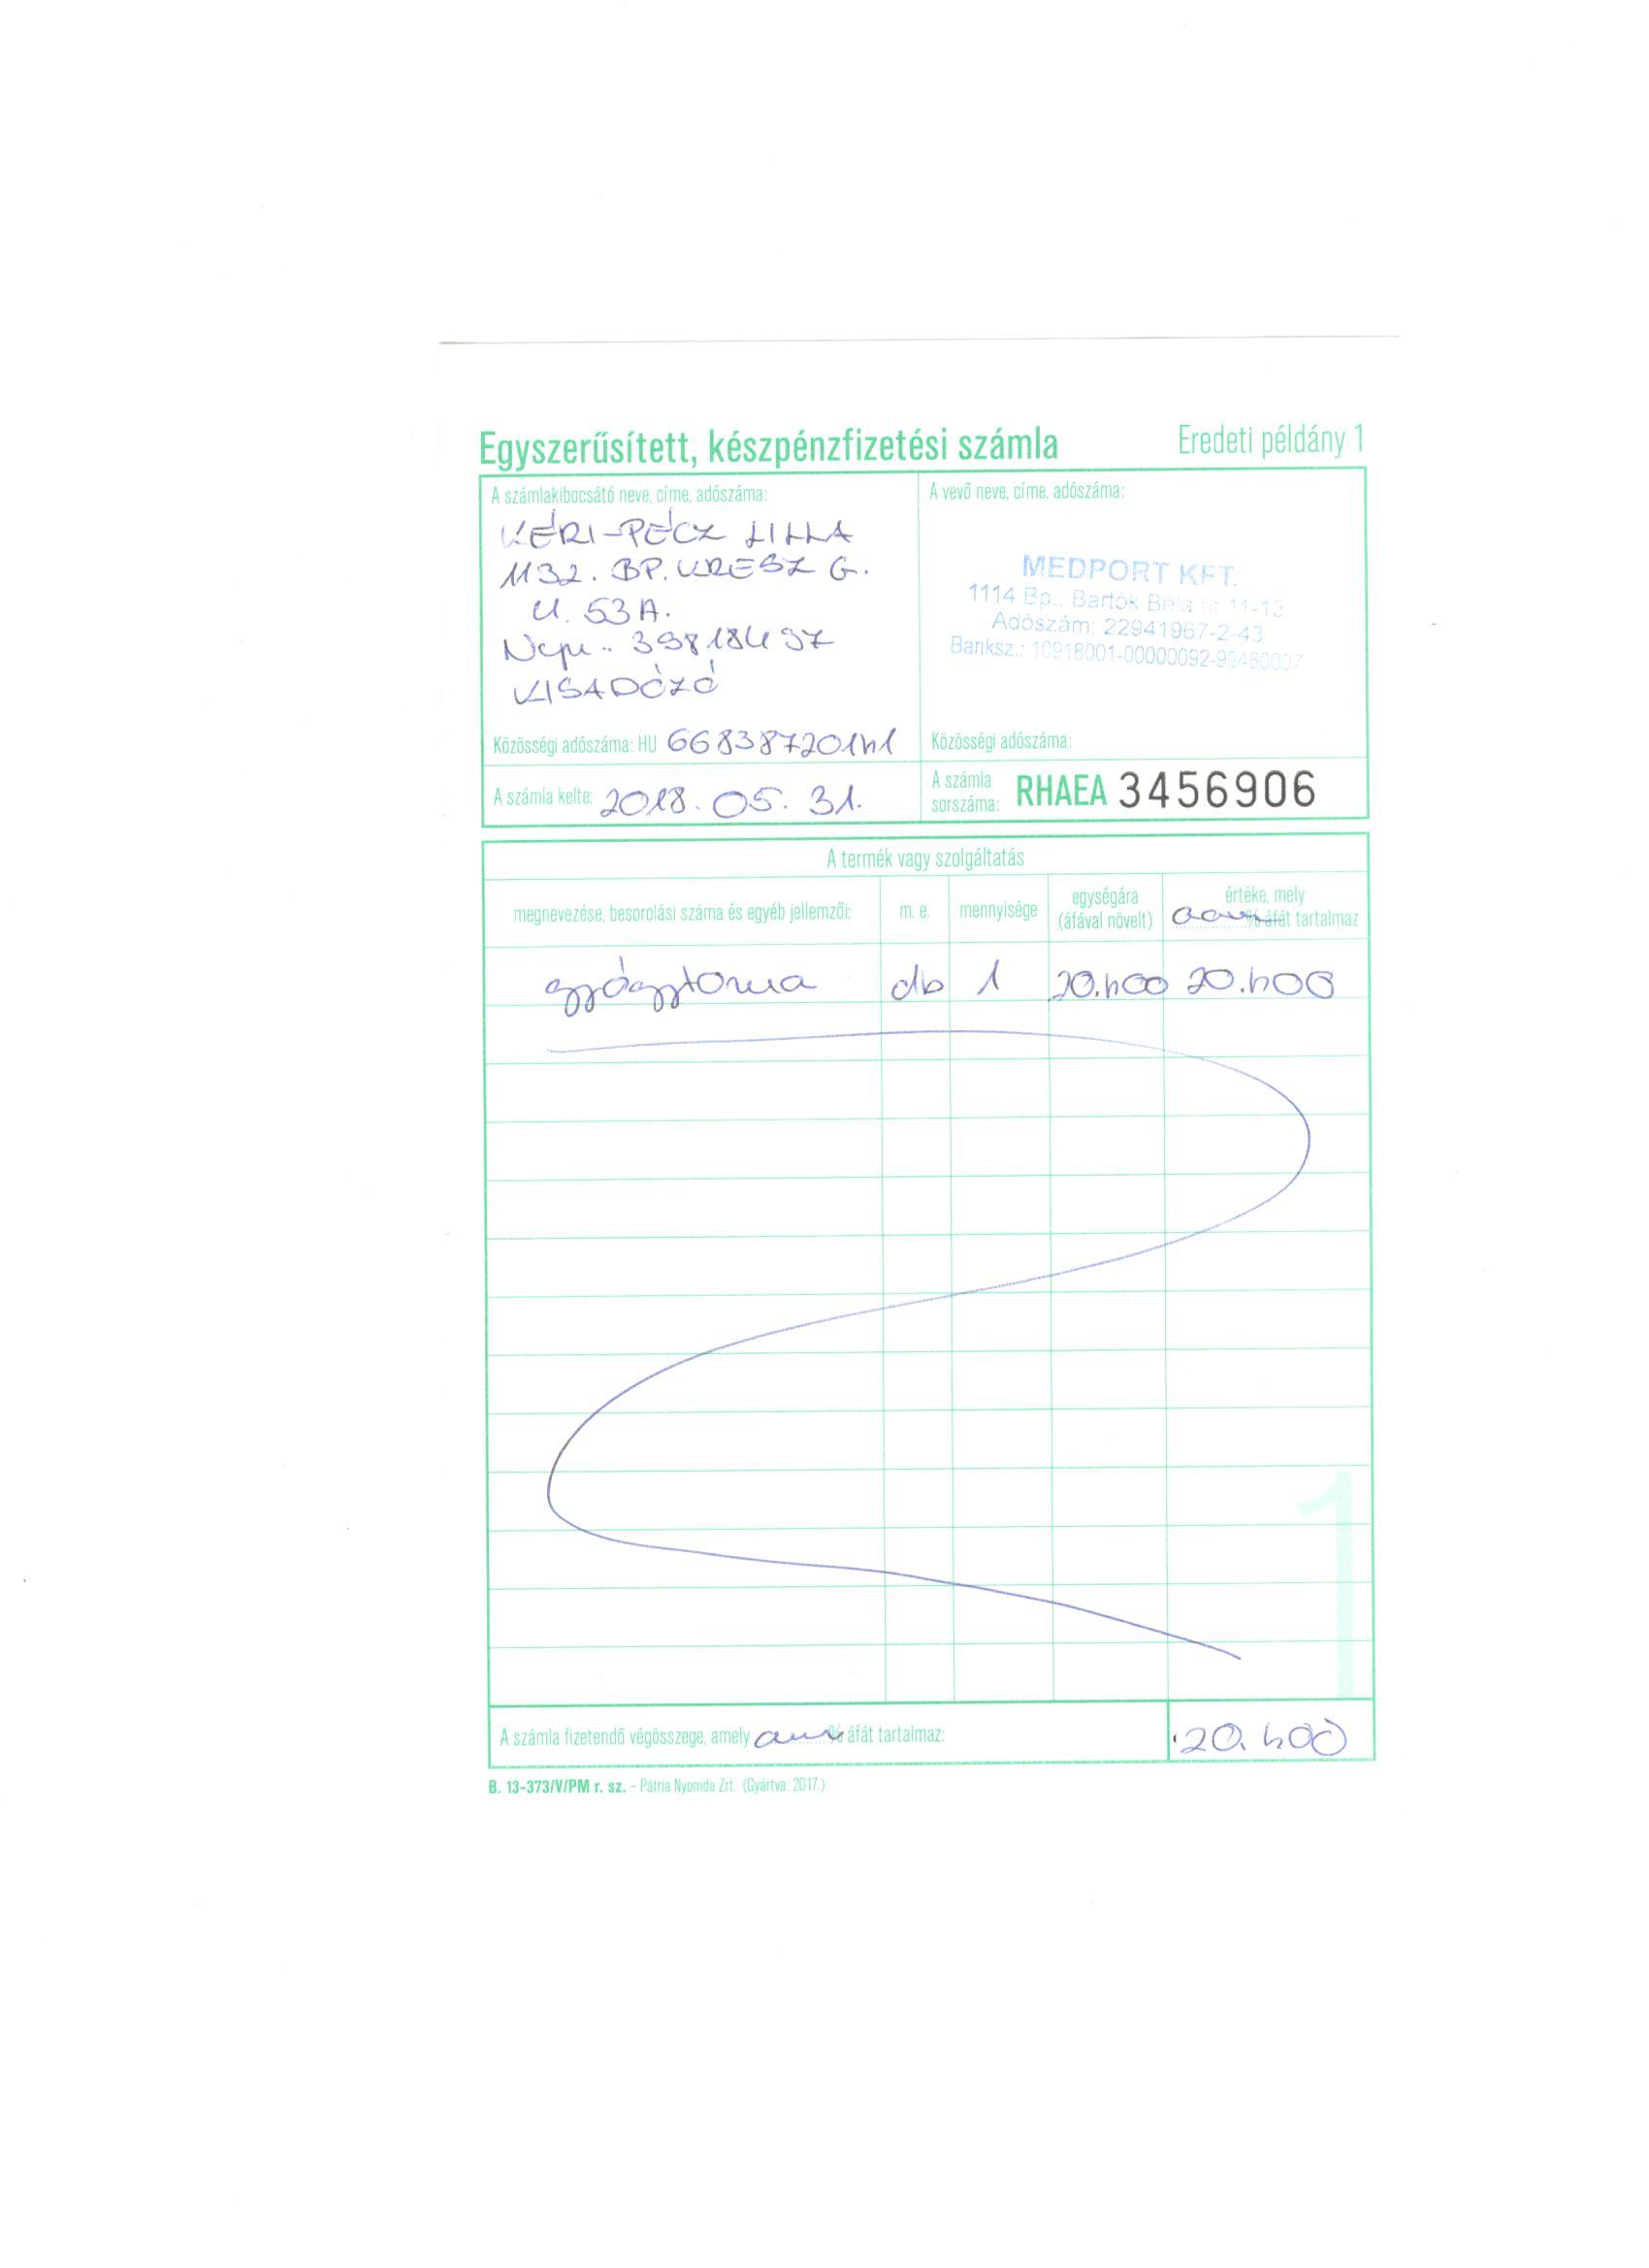 Egyszerűsített, készpénzfizetési számla Eredeti példány 1
A számlakibocsátó neve, címe, adószáma:
KÉRI-PÉCZ LILLA
1132. BP. KRESZ G.
U. 53A.
39818497
KISADÓZÓ
Közösségi adószáma: HU 66838720141
A számla kelte: 2018. 05. 31.
A vevő neve, címe, adószáma:
MEDPORT KFT.
1114 Bp., Bartók Béla út 11-13
Adószám: 22941967-2-43
Banksz.: 10918001-00000092-99480007
Közösségi adószáma:
A számla sorszáma: RHAEA 3456906
A termék vagy szolgáltatás
megnevezése, besorolási száma és egyéb jellemzői: m. e. mennyisége egységára (áfával növelt) értéke, mely aam % áfát tartalmaz
gyógytorna db 1 20.400 20.400
A számla fizetendő végösszege, amely aam % áfát tartalmaz: 20.400
1
B. 13-373/V/PM r. sz. - Pátria Nyomda Zrt. (Gyártva: 2017.)